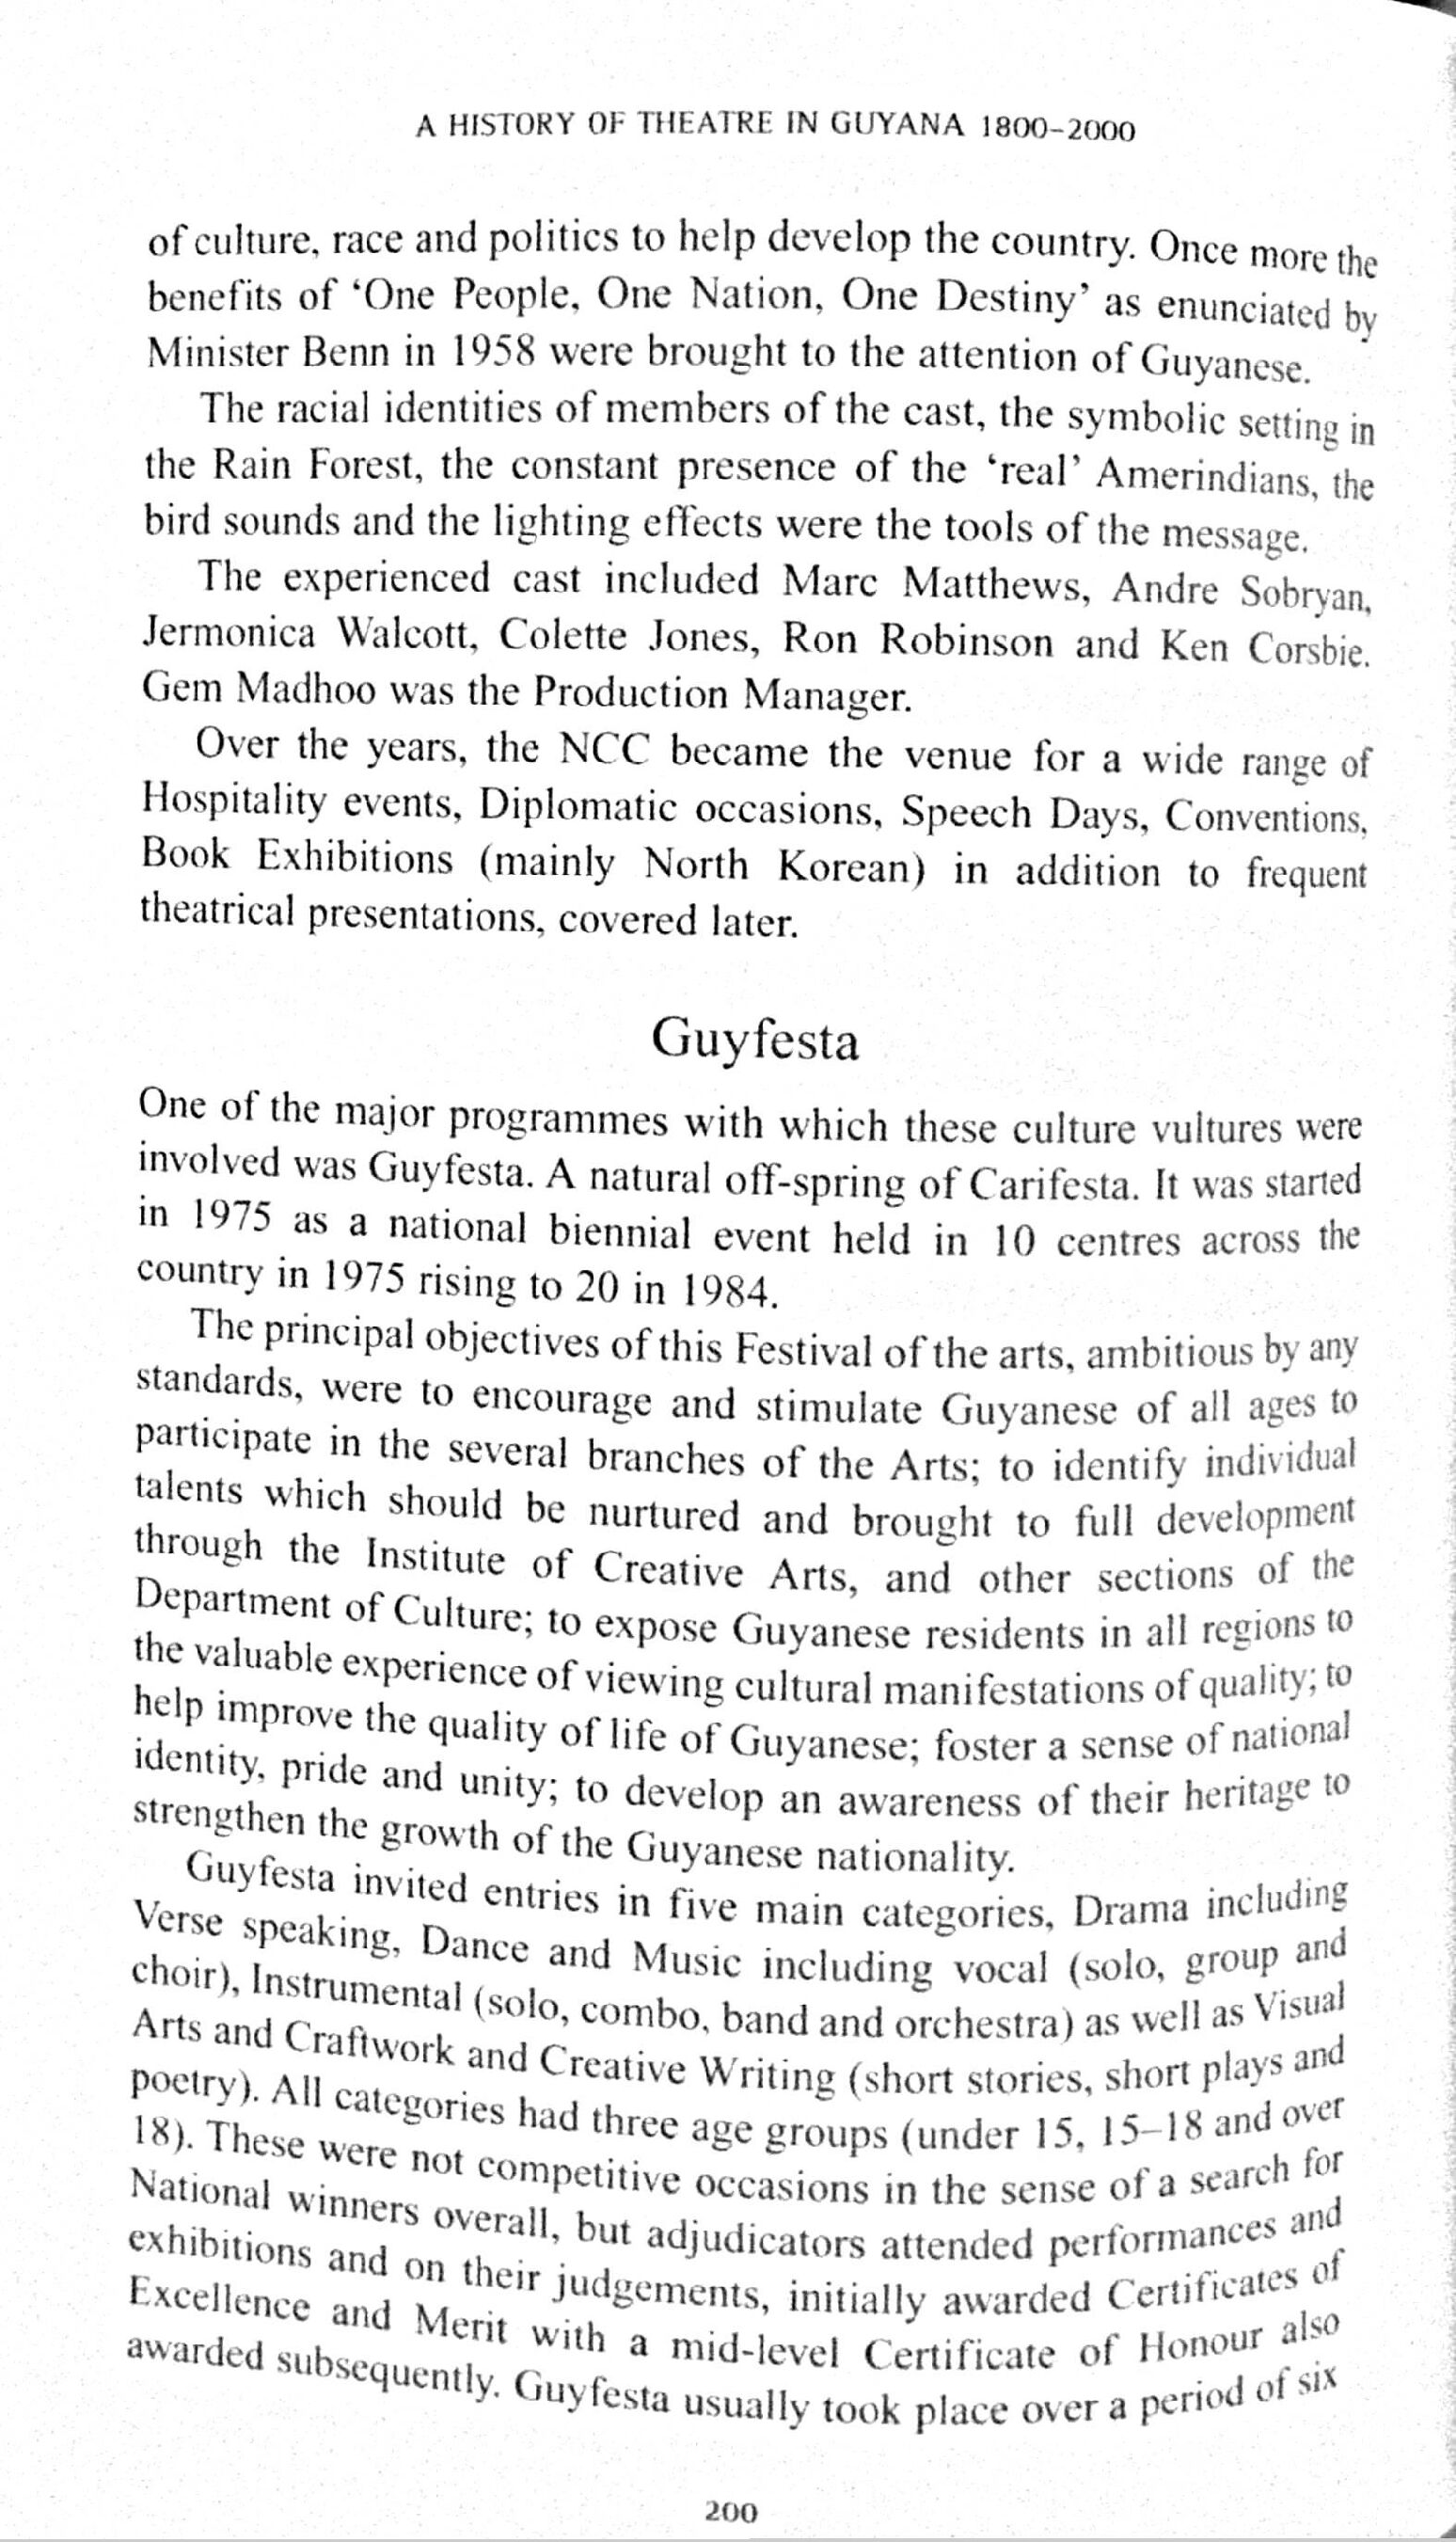 A HISTORY OF THEATRE IN GUYANA 1800–2000
of culture, race and politics to help develop the country. Once more the
benefits of ‘One People, One Nation, One Destiny’ as enunciated by
Minister Benn in 1958 were brought to the attention of Guyanese.
The racial identities of members of the cast, the symbolic setting in
the Rain Forest, the constant presence of the ‘real’ Amerindians, the
bird sounds and the lighting effects were the tools of the message.
The experienced cast included Marc Matthews, Andre Sobryan,
Jermonica Walcott, Colette Jones, Ron Robinson and Ken Corsbie.
Gem Madhoo was the Production Manager.
Over the years, the NCC became the venue for a wide range of
Hospitality events, Diplomatic occasions, Speech Days, Conventions,
Book Exhibitions (mainly North Korean) in addition to frequent
theatrical presentations, covered later.
Guyfesta
One of the major programmes with which these culture vultures were
involved was Guyfesta. A natural off-spring of Carifesta. It was started
in 1975 as a national biennial event held in 10 centres across the
country in 1975 rising to 20 in 1984.
The principal objectives of this Festival of the arts, ambitious by any
standards, were to encourage and stimulate Guyanese of all ages to
participate in the several branches of the Arts; to identify individual
talents which should be nurtured and brought to full development
through the Institute of Creative Arts, and other sections of the
Department of Culture; to expose Guyanese residents in all regions to
the valuable experience of viewing cultural manifestations of quality; to
help improve the quality of life of Guyanese; foster a sense of national
identity, pride and unity; to develop an awareness of their heritage to
strengthen the growth of the Guyanese nationality.
Guyfesta invited entries in five main categories, Drama including
Verse speaking, Dance and Music including vocal (solo, group and
choir), Instrumental (solo, combo, band and orchestra) as well as Visual
Arts and Craftwork and Creative Writing (short stories, short plays and
poetry). All categories had three age groups (under 15, 15–18 and over
18). These were not competitive occasions in the sense of a search for
National winners overall, but adjudicators attended performances and
exhibitions and on their judgements, initially awarded Certificates of
Excellence and Merit with a mid-level Certificate of Honour also
awarded subsequently. Guyfesta usually took place over a period of six
200